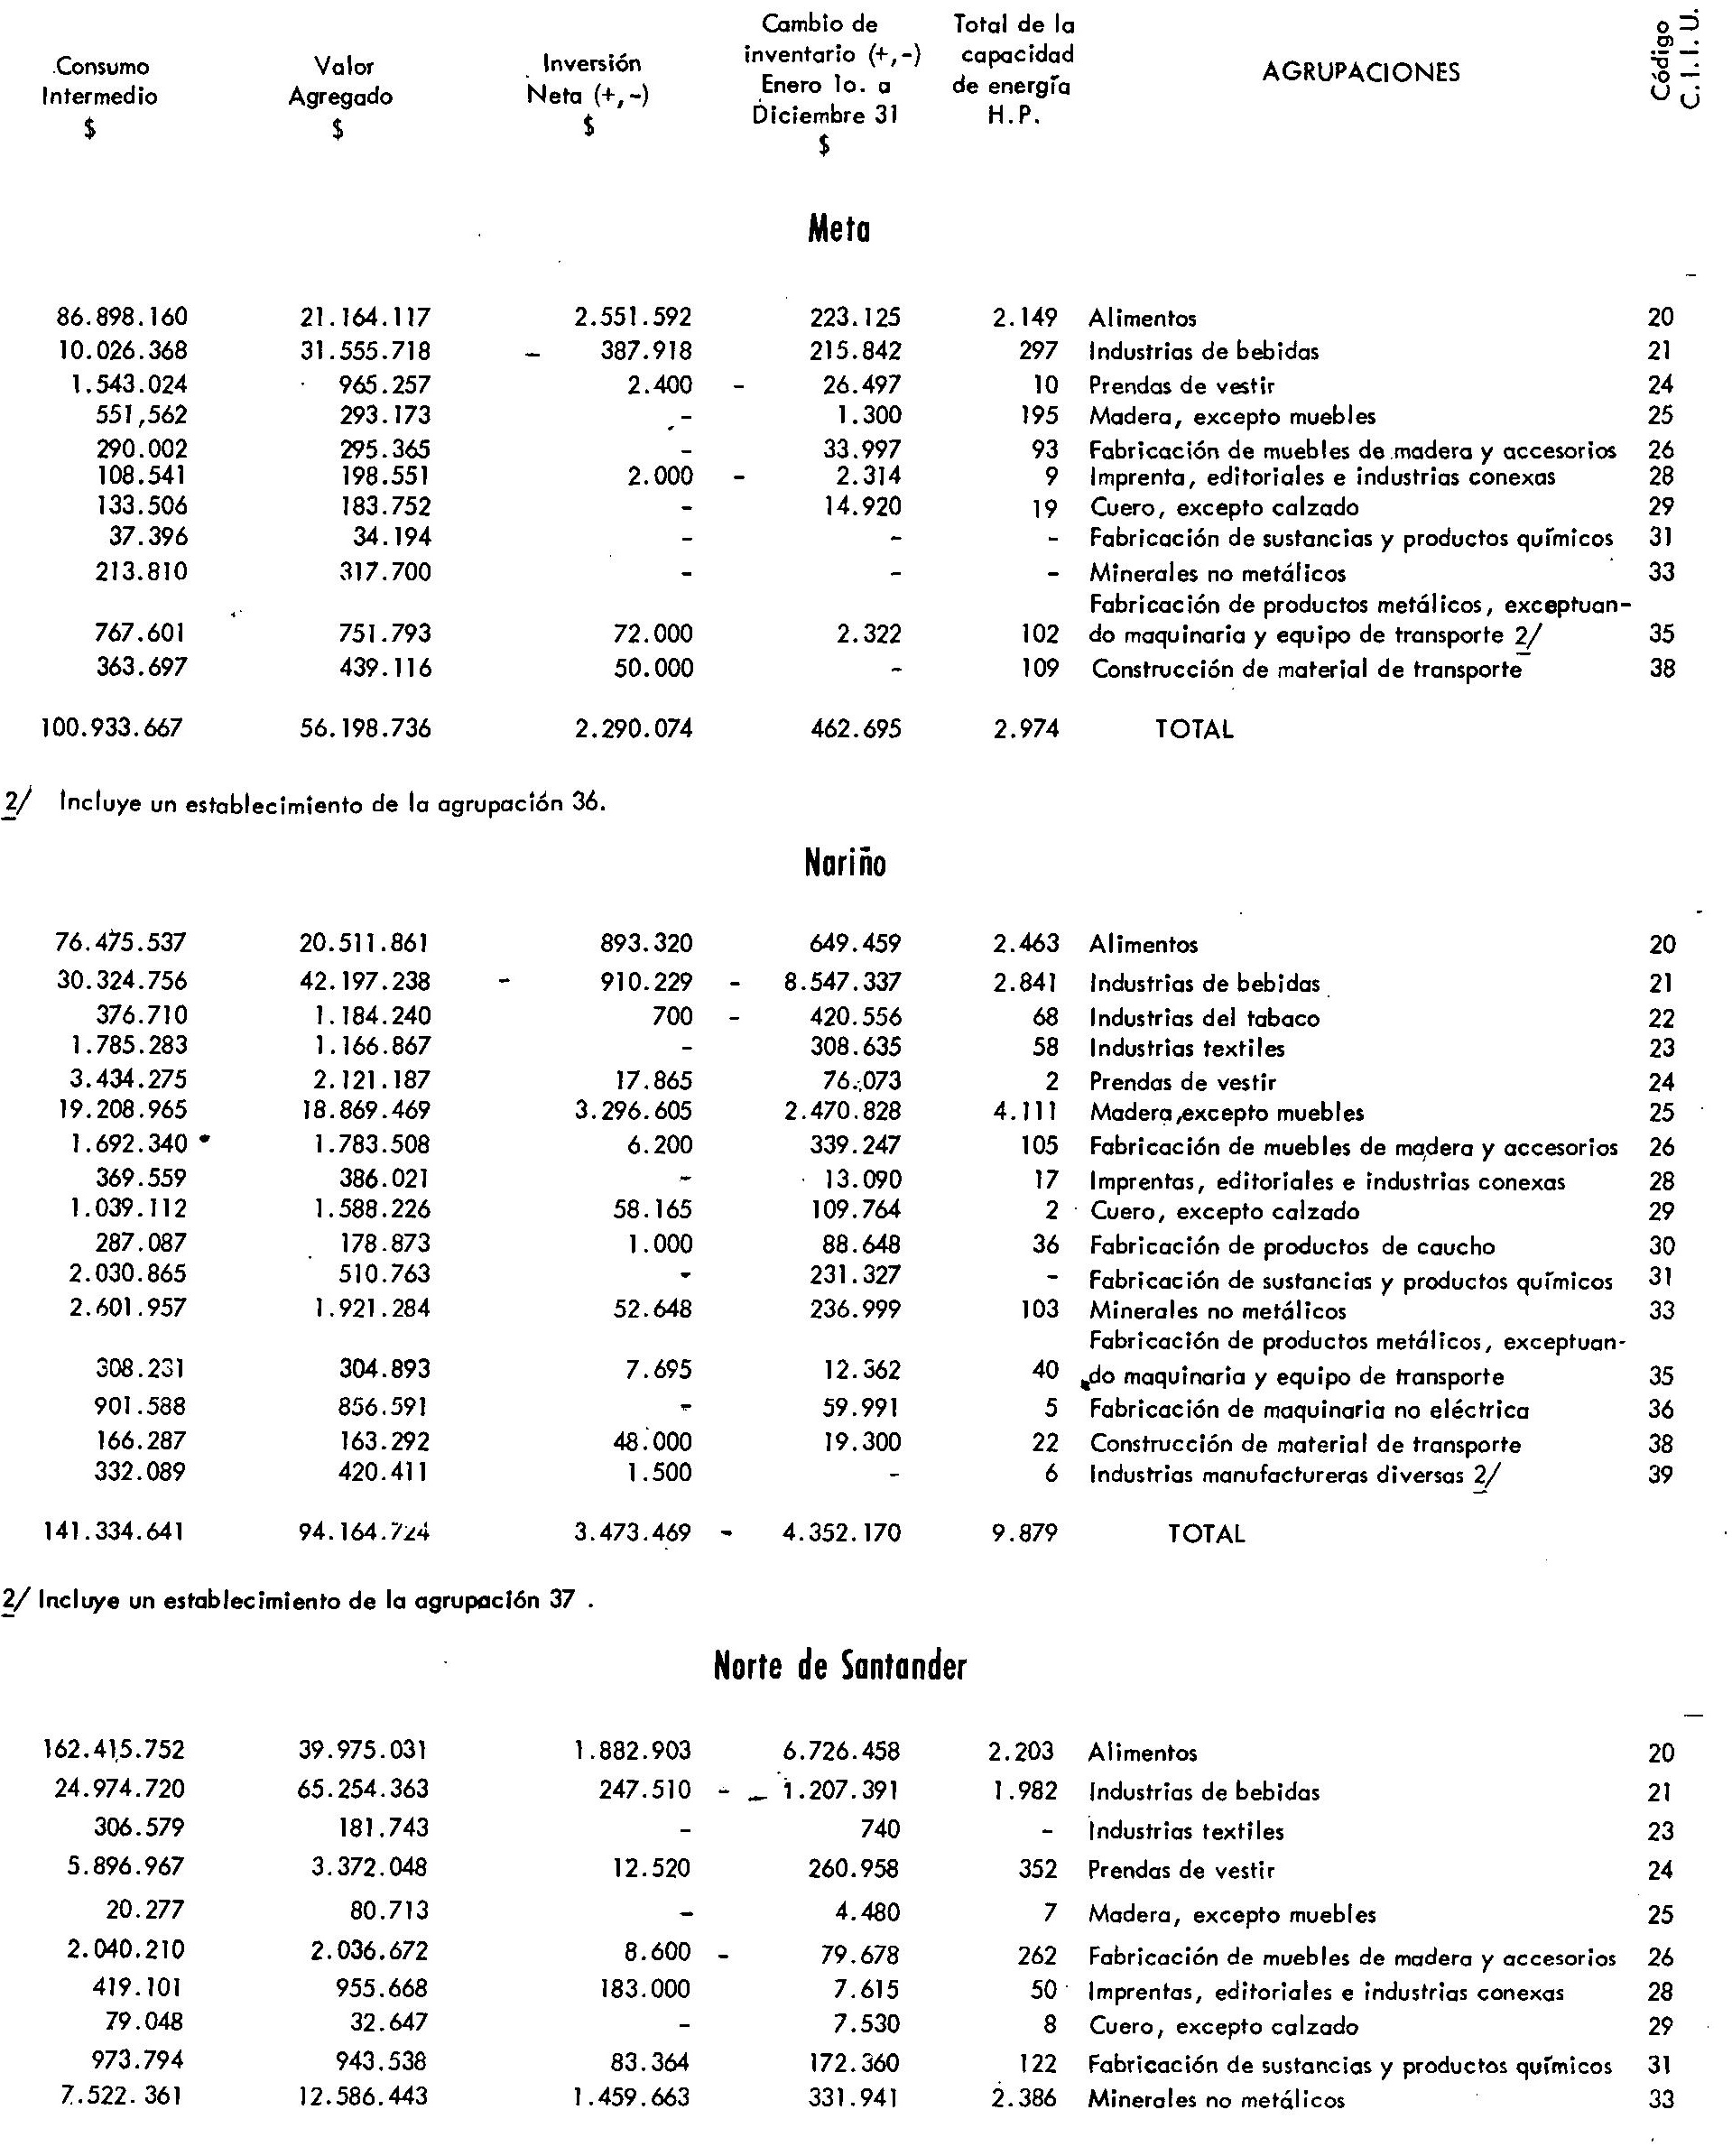 Consumo Intermedio $ Valor Agregado $ Inversión Neta (+,-) $ Cambio de inventario (+,-) Enero 1o. a Diciembre 31 $ Total de la capacidad de energía H.P. AGRUPACIONES Código C.I.I.U.
Meta
86.898.160 21.164.117 2.551.592 223.125 2.149 Alimentos 20
10.026.368 31.555.718 - 387.918 215.842 297 Industrias de bebidas 21
1.543.024 965.257 2.400 - 26.497 10 Prendas de vestir 24
551,562 293.173 - 1.300 195 Madera, excepto muebles 25
290.002 295.365 - 33.997 93 Fabricación de muebles de madera y accesorios 26
108.541 198.551 2.000 - 2.314 9 Imprenta, editoriales e industrias conexas 28
133.506 183.752 - 14.920 19 Cuero, excepto calzado 29
37.396 34.194 - - - Fabricación de sustancias y productos químicos 31
213.810 317.700 - - - Minerales no metálicos 33
Fabricación de productos metálicos, exceptuan-
767.601 751.793 72.000 2.322 102 do maquinaria y equipo de transporte 2/ 35
363.697 439.116 50.000 - 109 Construcción de material de transporte 38
100.933.667 56.198.736 2.290.074 462.695 2.974 TOTAL
2/ Incluye un establecimiento de la agrupación 36.
Nariño
76.475.537 20.511.861 893.320 649.459 2.463 Alimentos 20
30.324.756 42.197.238 - 910.229 - 8.547.337 2.841 Industrias de bebidas 21
376.710 1.184.240 700 - 420.556 68 Industrias del tabaco 22
1.785.283 1.166.867 - 308.635 58 Industrias textiles 23
3.434.275 2.121.187 17.865 76.073 2 Prendas de vestir 24
19.208.965 18.869.469 3.296.605 2.470.828 4.111 Madera,excepto muebles 25
1.692.340 1.783.508 6.200 339.247 105 Fabricación de muebles de madera y accesorios 26
369.559 386.021 - 13.090 17 Imprentas, editoriales e industrias conexas 28
1.039.112 1.588.226 58.165 109.764 2 Cuero, excepto calzado 29
287.087 178.873 1.000 88.648 36 Fabricación de productos de caucho 30
2.030.865 510.763 - 231.327 - Fabricación de sustancias y productos químicos 31
2.601.957 1.921.284 52.648 236.999 103 Minerales no metálicos 33
Fabricación de productos metálicos, exceptuan-
308.231 304.893 7.695 12.362 40 do maquinaria y equipo de transporte 35
901.588 856.591 - 59.991 5 Fabricación de maquinaria no eléctrica 36
166.287 163.292 48.000 19.300 22 Construcción de material de transporte 38
332.089 420.411 1.500 - 6 Industrias manufactureras diversas 2/ 39
141.334.641 94.164.724 3.473.469 - 4.352.170 9.879 TOTAL
2/ Incluye un establecimiento de la agrupación 37 .
Norte de Santander
162.415.752 39.975.031 1.882.903 6.726.458 2.203 Alimentos 20
24.974.720 65.254.363 247.510 - 1.207.391 1.982 Industrias de bebidas 21
306.579 181.743 - 740 - Industrias textiles 23
5.896.967 3.372.048 12.520 260.958 352 Prendas de vestir 24
20.277 80.713 - 4.480 7 Madera, excepto muebles 25
2.040.210 2.036.672 8.600 - 79.678 262 Fabricación de muebles de madera y accesorios 26
419.101 955.668 183.000 7.615 50 Imprentas, editoriales e industrias conexas 28
79.048 32.647 - 7.530 8 Cuero, excepto calzado 29
973.794 943.538 83.364 172.360 122 Fabricación de sustancias y productos químicos 31
7.522.361 12.586.443 1.459.663 331.941 2.386 Minerales no metálicos 33